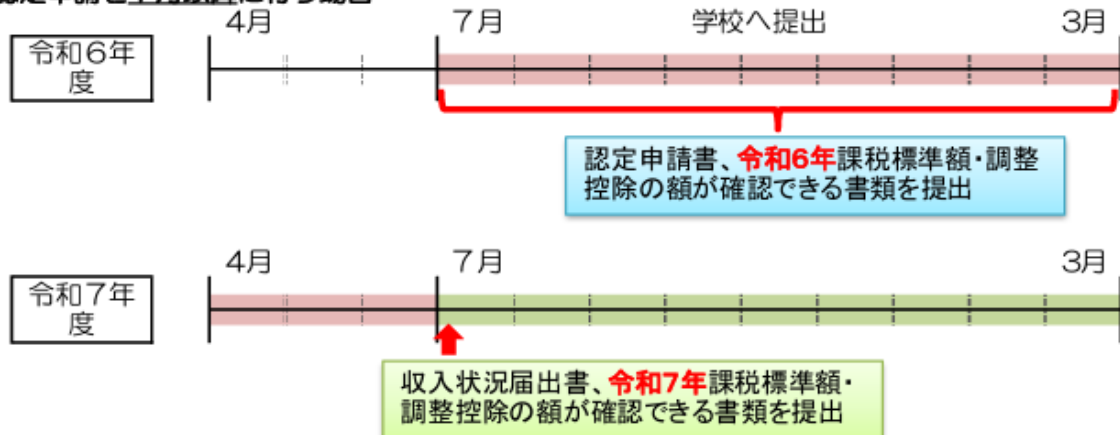 4月
7月
学校へ提出
3月
令和6年
度
認定申請書、令和6年課税標準額・調整
控除の額が確認できる書類を提出
4月
7月
3月
令和7年
度
収入状況届出書、令和7年課税標準額・
調整控除の額が確認できる書類を提出